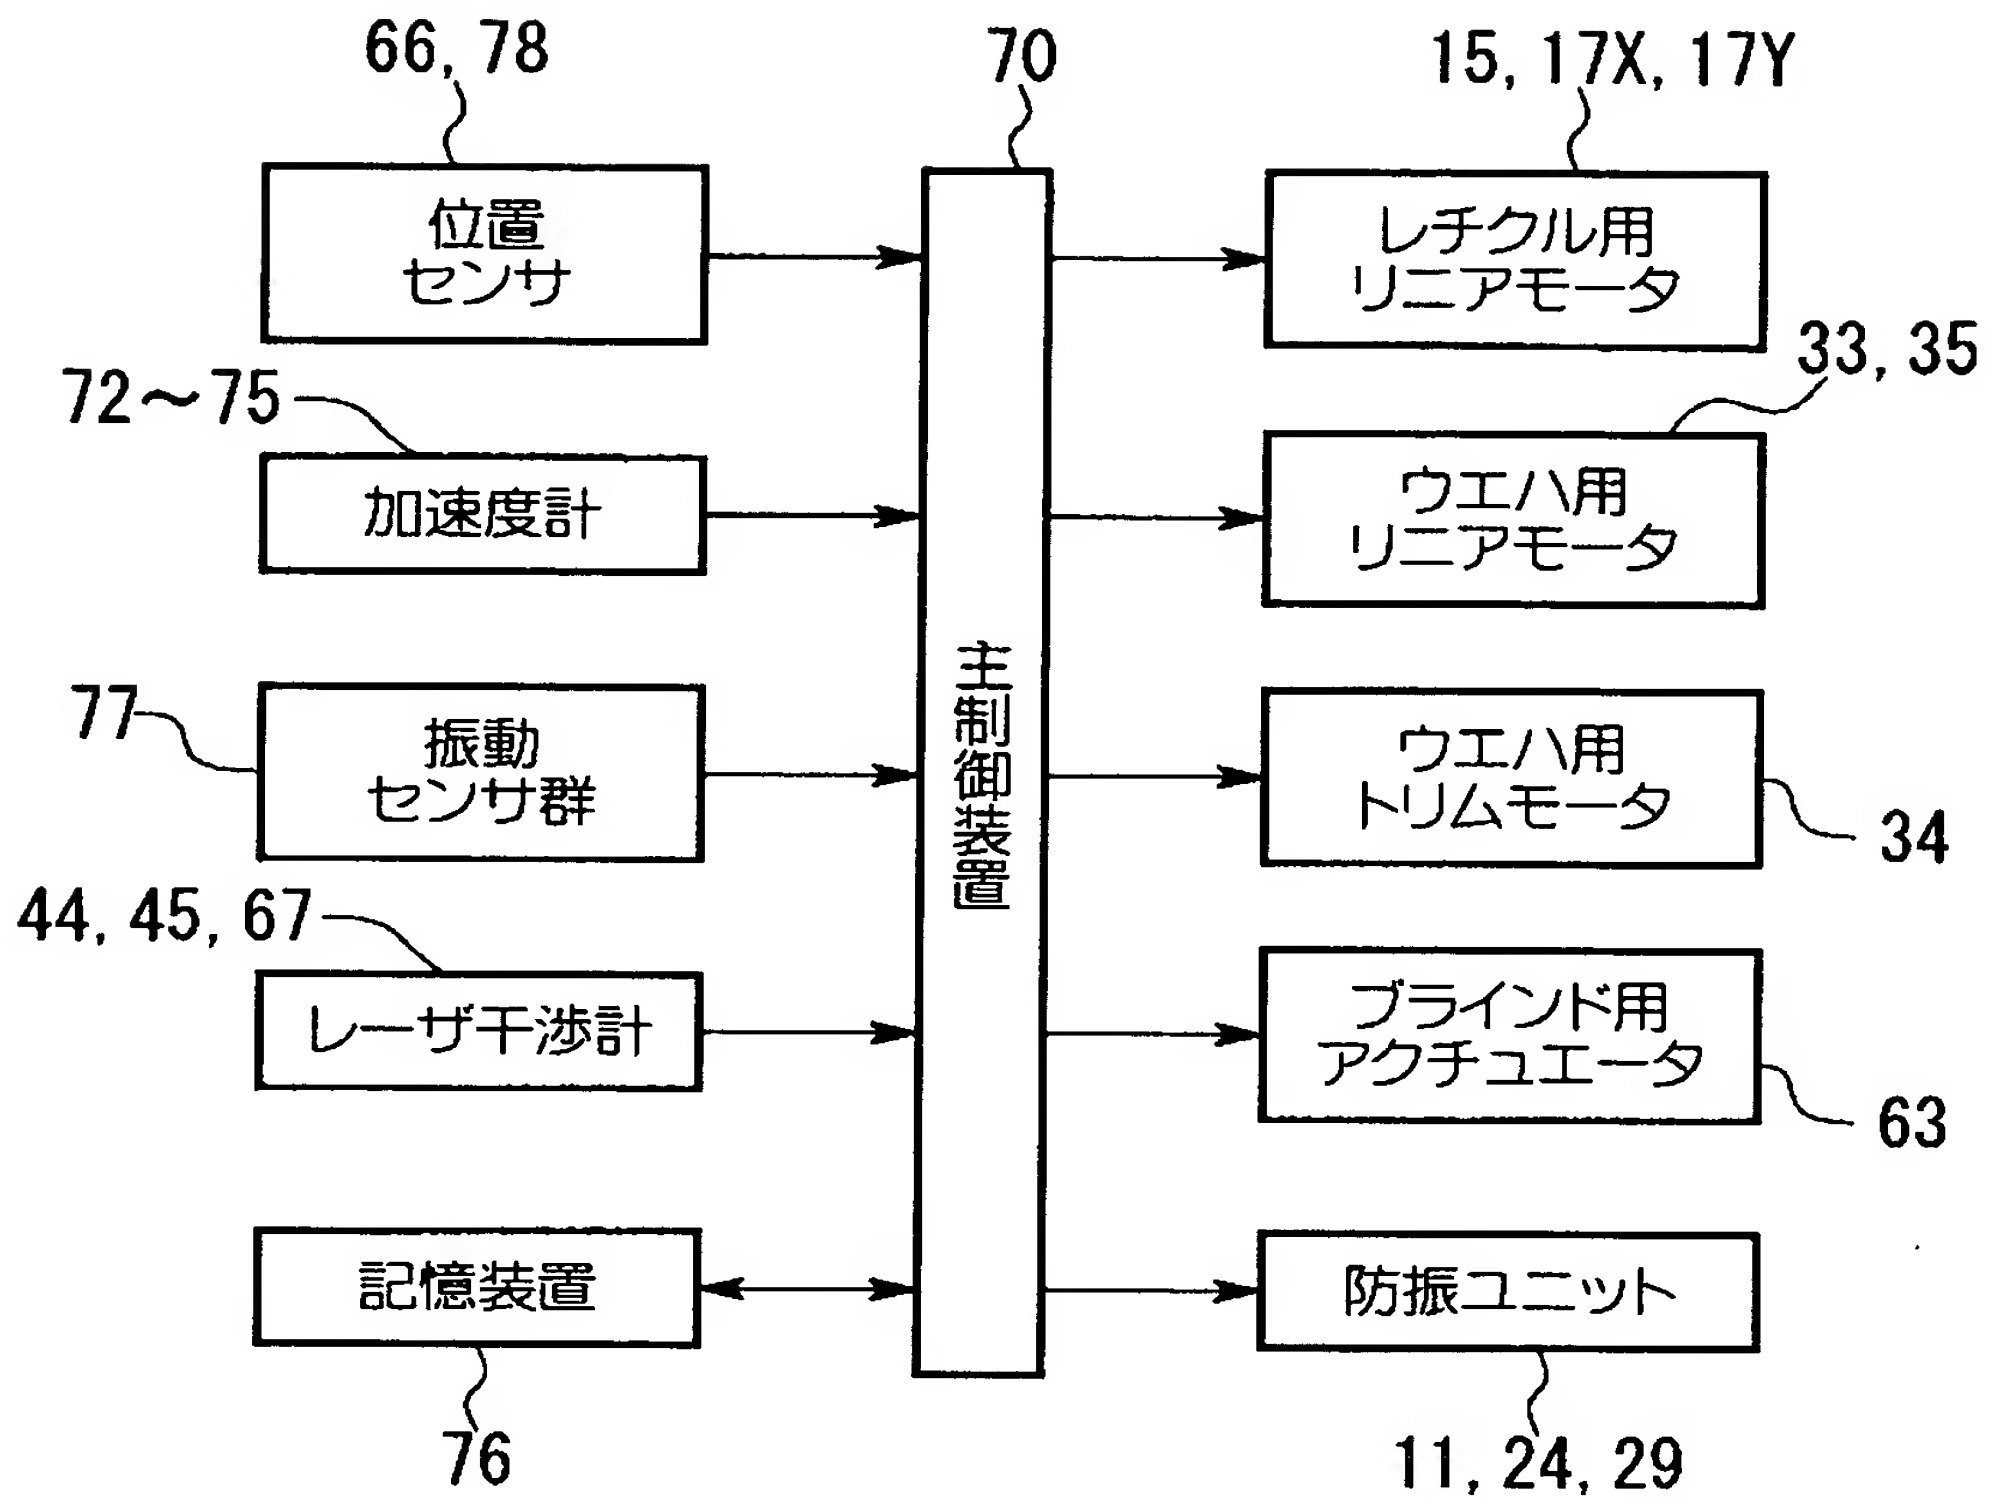 66, 78
位置
センサ
72〜75
加速度計
77
振動
センサ群
44, 45, 67
レーザ干渉計
記憶装置
76
70
主制御装置
15, 17X, 17Y
レチクル用
リニアモータ
33, 35
ウエハ用
リニアモータ
ウエハ用
トリムモータ
34
ブラインド用
アクチュエータ
63
防振ユニット
11, 24, 29